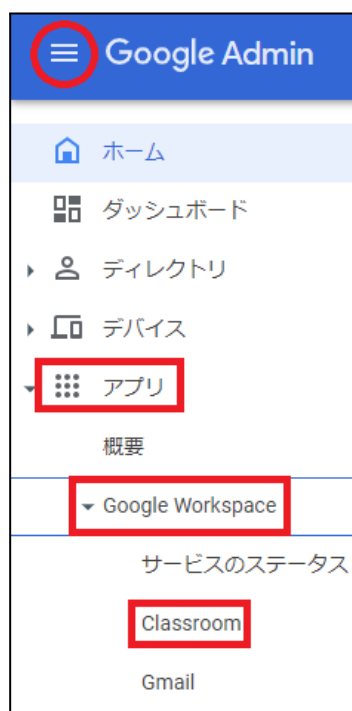 Google Admin
ホーム
ダッシュボード
ディレクトリ
デバイス
アプリ
概要
Google Workspace
サービスのステータス
Classroom
Gmail